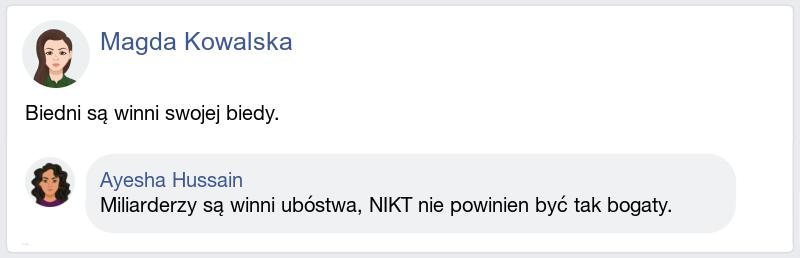 Magda Kowalska
Biedni są winni swojej biedy.
Ayesha Hussain
Miliarderzy są winni ubóstwa, NIKT nie powinien być tak bogaty.